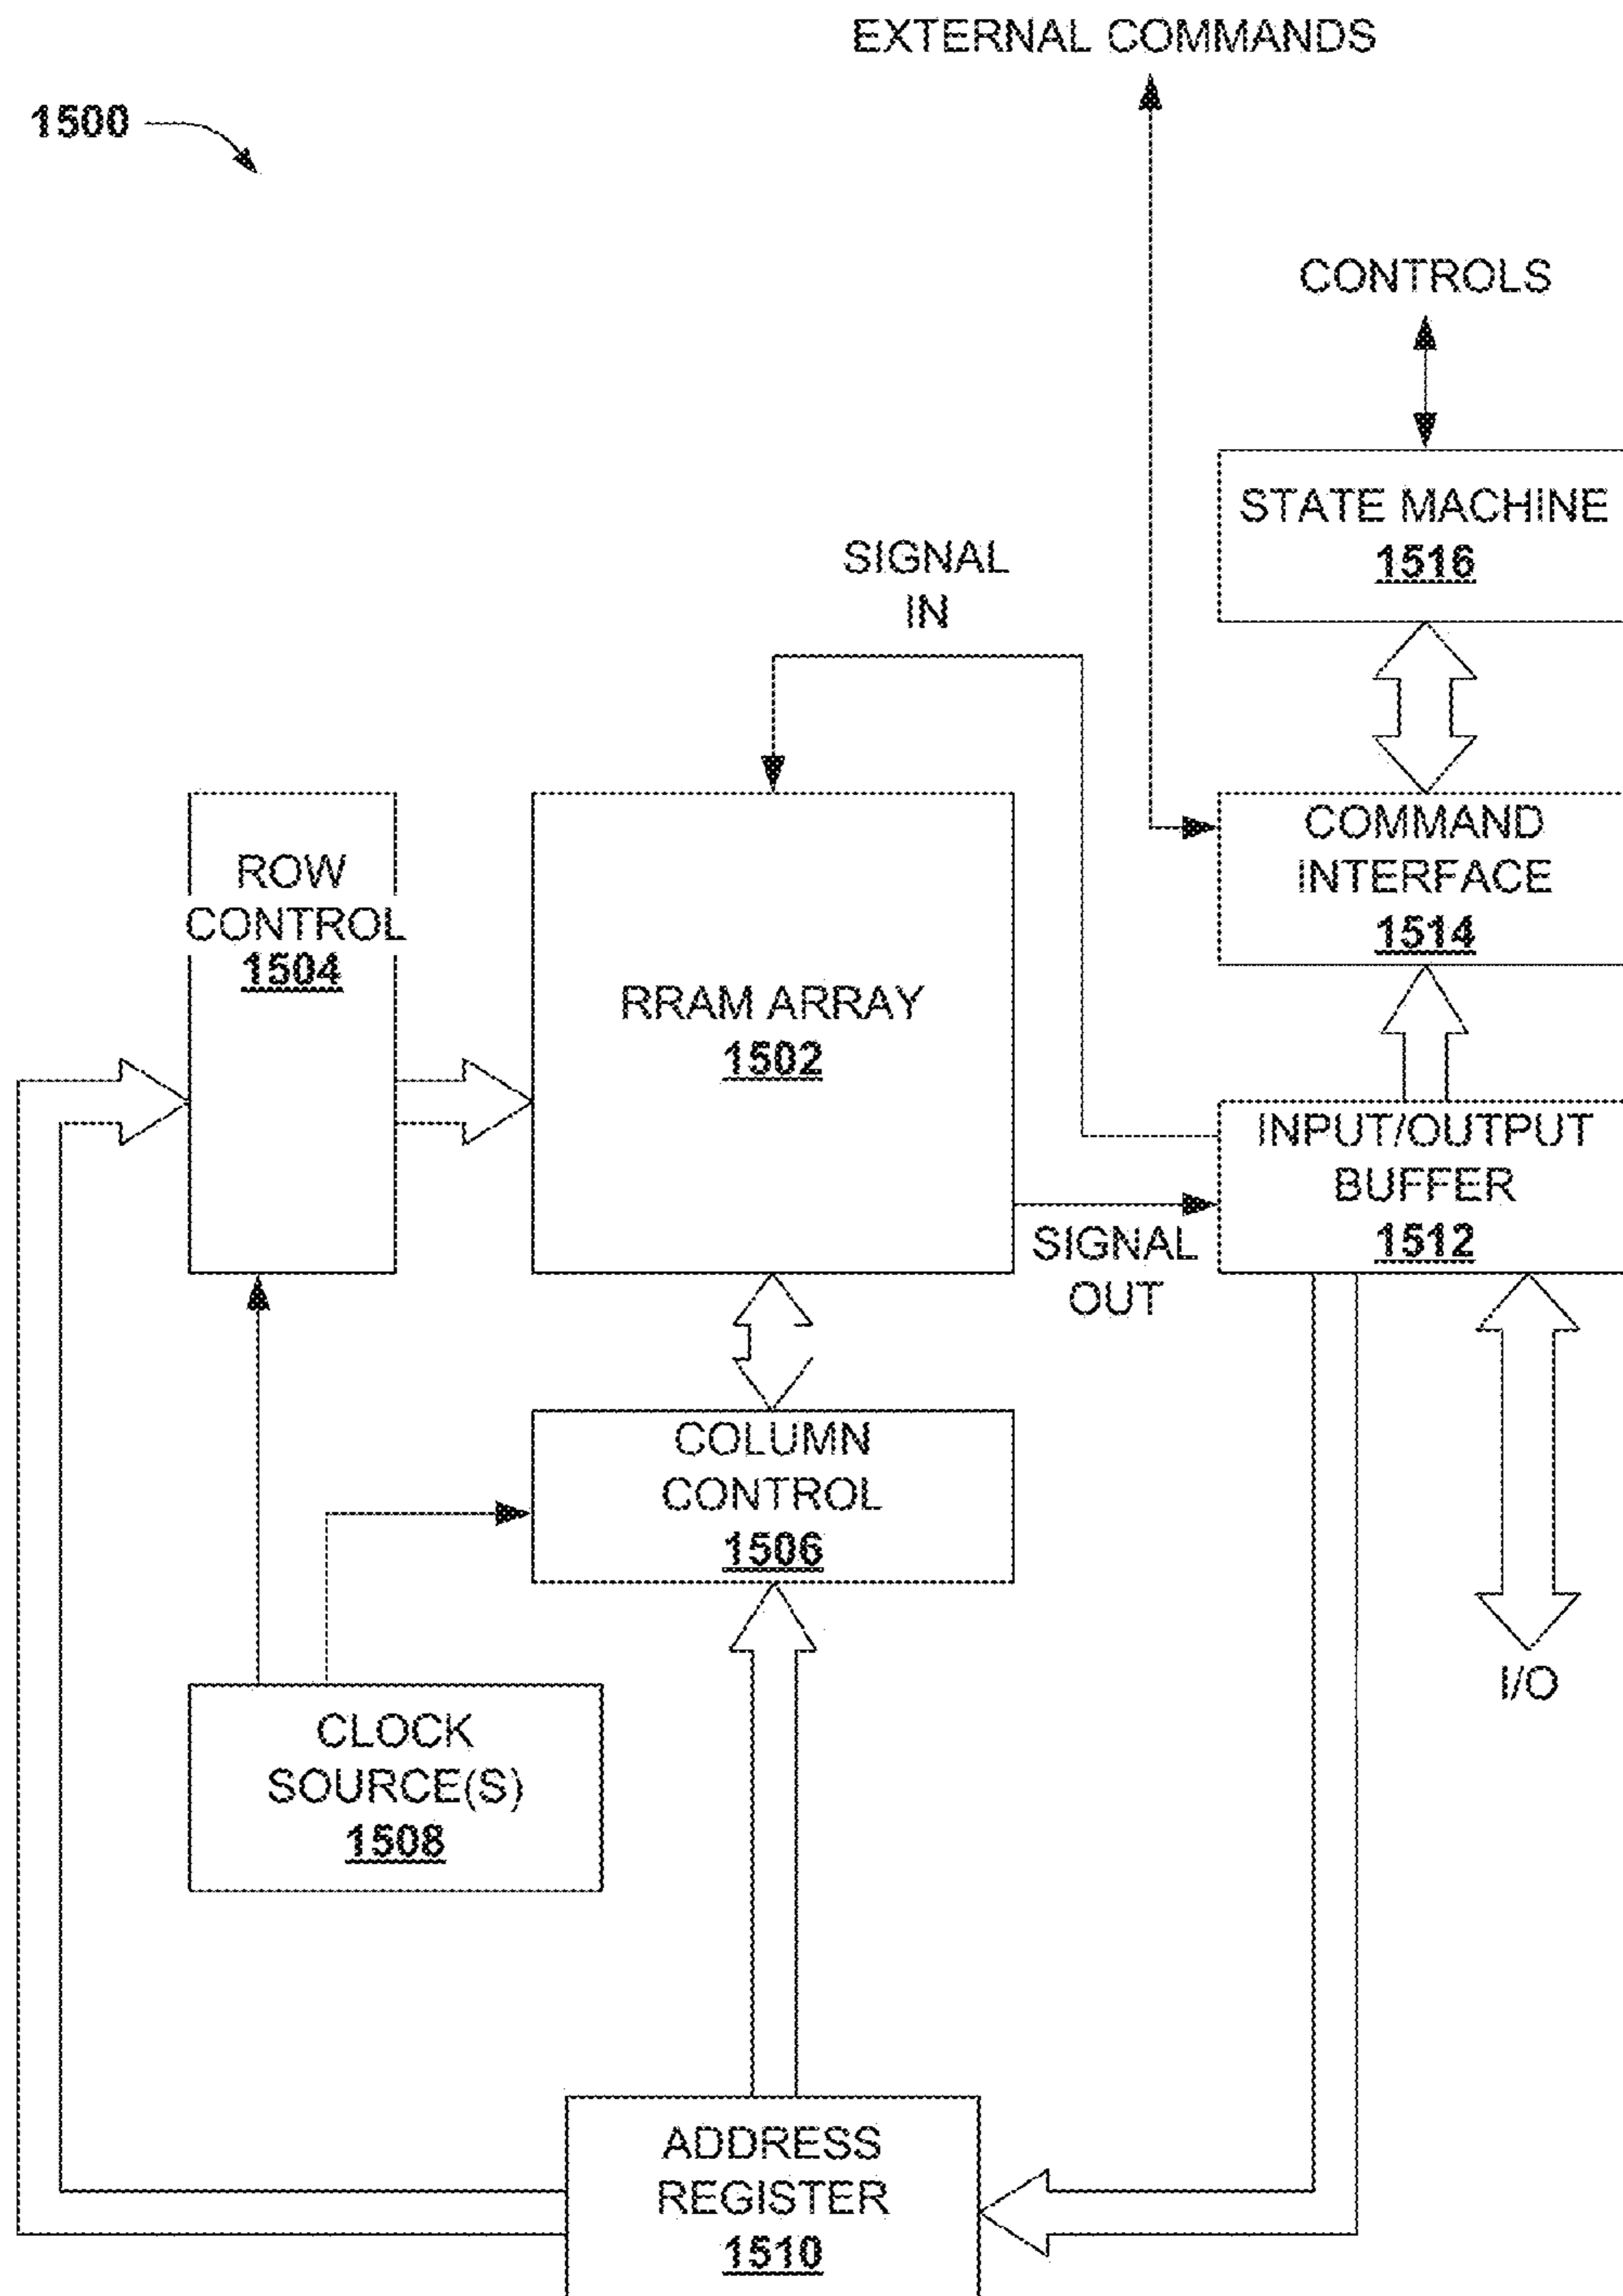 EXTERNAL COMMANDS
1500
CONTROLS
STATE MACHINE
1516
SIGNAL
IN
COMMAND
INTERFACE
1514
ROW
CONTROL
1504
RRAM ARRAY
1502
INPUT/OUTPUT
BUFFER
1512
SIGNAL
OUT
COLUMN
CONTROL
1506
I/O
CLOCK
SOURCE(S)
1508
ADDRESS
REGISTER
1510